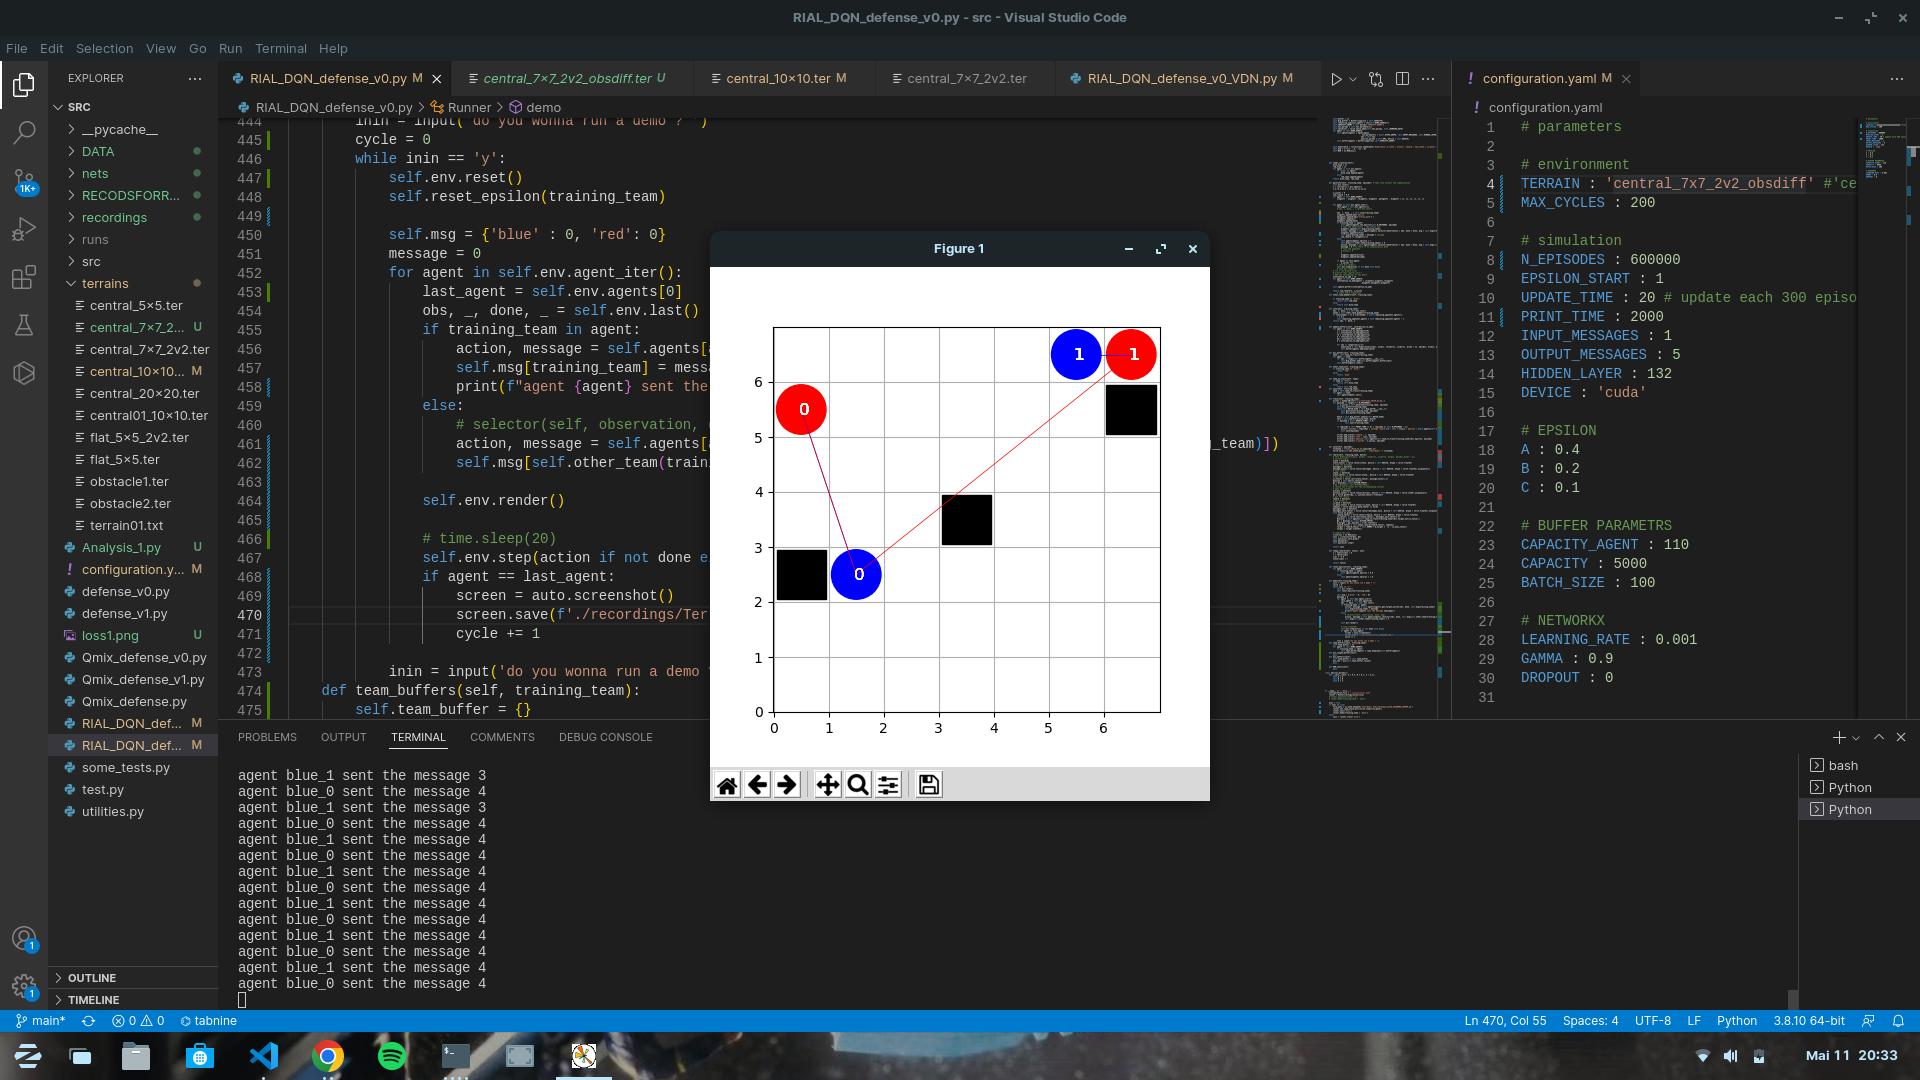 RIAL_DQN_defense_v0.py - src - Visual Studio Code
File Edit Selection View Go Run Terminal Help
EXPLORER
SRC
__pycache__
DATA
nets
RECODSFORR...
recordings
runs
src
terrains
central_5×5.ter
central_7×7_2... U
central_7×7_2v2.ter
central_10×10... M
central_20×20.ter
central01_10×10.ter
flat_5×5_2v2.ter
flat_5×5.ter
obstacle1.ter
obstacle2.ter
terrain01.txt
Analysis_1.py U
configuration.y... M
defense_v0.py
defense_v1.py
loss1.png U
Qmix_defense_v0.py
Qmix_defense_v1.py
Qmix_defense.py
RIAL_DQN_def... M
RIAL_DQN_def... M
some_tests.py
test.py
utilities.py
OUTLINE
TIMELINE
1K+
1
1
RIAL_DQN_defense_v0.py M central_7×7_2v2_obsdiff.ter U central_10×10.ter M central_7×7_2v2.ter RIAL_DQN_defense_v0_VDN.py M
RIAL_DQN_defense_v0.py > Runner > demo
444 inin = input('do you wonna run a demo ? ')
445 cycle = 0
446 while inin == 'y':
447 self.env.reset()
448 self.reset_epsilon(training_team)
449
450 self.msg = {'blue' : 0, 'red': 0}
451 message = 0
452 for agent in self.env.agent_iter():
453 last_agent = self.env.agents[0]
454 obs, _, done, _ = self.env.last()
455 if training_team in agent:
456 action, message = self.agents[
457 self.msg[training_team] = mess
458 print(f"agent {agent} sent the
459 else:
460 # selector(self, observation,
461 action, message = self.agents[ _team)])
462 self.msg[self.other_team(train
463
464 self.env.render()
465
466 # time.sleep(20)
467 self.env.step(action if not done e
468 if agent == last_agent:
469 screen = auto.screenshot()
470 screen.save(f'./recordings/Ter
471 cycle += 1
472
473 inin = input('do you wonna run a demo
474 def team_buffers(self, training_team):
475 self.team_buffer = {}
Figure 1
1 1
0
0
6
5
4
3
2
1
0
0 1 2 3 4 5 6
configuration.yaml M
configuration.yaml
1 # parameters
2
3 # environment
4 TERRAIN : 'central_7x7_2v2_obsdiff' #'ce
5 MAX_CYCLES : 200
6
7 # simulation
8 N_EPISODES : 600000
9 EPSILON_START : 1
10 UPDATE_TIME : 20 # update each 300 episo
11 PRINT_TIME : 2000
12 INPUT_MESSAGES : 1
13 OUTPUT_MESSAGES : 5
14 HIDDEN_LAYER : 132
15 DEVICE : 'cuda'
16
17 # EPSILON
18 A : 0.4
19 B : 0.2
20 C : 0.1
21
22 # BUFFER PARAMETRS
23 CAPACITY_AGENT : 110
24 CAPACITY : 5000
25 BATCH_SIZE : 100
26
27 # NETWORKX
28 LEARNING_RATE : 0.001
29 GAMMA : 0.9
30 DROPOUT : 0
31
PROBLEMS OUTPUT TERMINAL COMMENTS DEBUG CONSOLE
agent blue_1 sent the message 3
agent blue_0 sent the message 4
agent blue_1 sent the message 3
agent blue_0 sent the message 4
agent blue_1 sent the message 4
agent blue_0 sent the message 4
agent blue_1 sent the message 4
agent blue_0 sent the message 4
agent blue_1 sent the message 4
agent blue_0 sent the message 4
agent blue_1 sent the message 4
agent blue_0 sent the message 4
agent blue_1 sent the message 4
agent blue_0 sent the message 4
bash
Python
Python
main* 0 0 tabnine Ln 470, Col 55 Spaces: 4 UTF-8 LF Python 3.8.10 64-bit
Mai 11 20:33